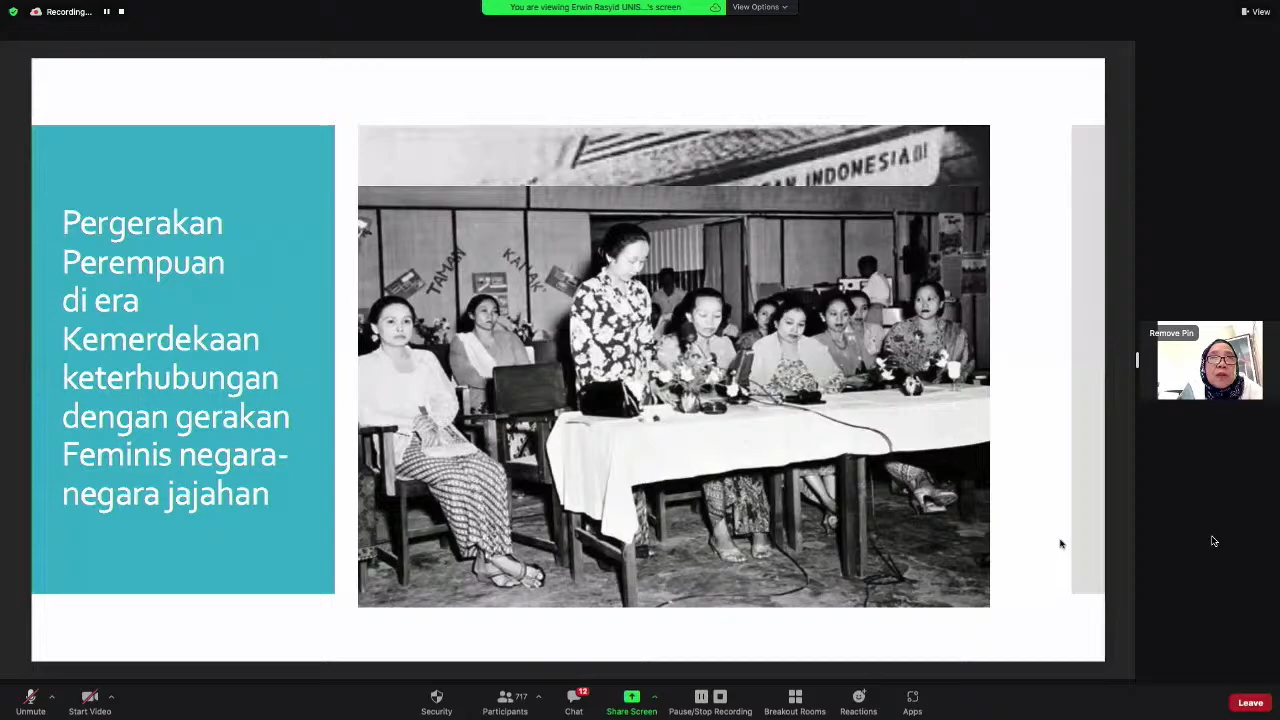 Recording...
You are viewing Erwin Rasyid UNIS...'s screen
View Options
View
Pergerakan
Perempuan
di era
Kemerdekaan
keterhubungan
dengan gerakan
Feminis negara-
negara jajahan
INDONESIA
TAMAN
KANAK
Remove Pin
Unmute
Start Video
Security
Participants
717
Chat
12
Share Screen
Pause/Stop Recording
Breakout Rooms
Reactions
Apps
Leave